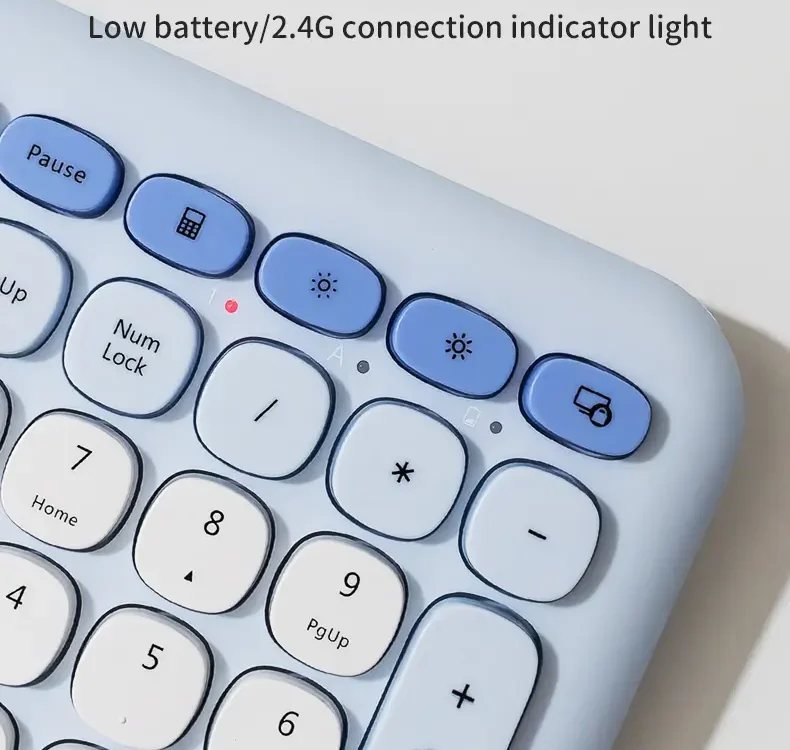 Low battery/2.4G connection indicator light
Pause
Up
Num
Lock
1
A
/
*
-
7
Home
8
▲
9
PgUp
+
4
5
6